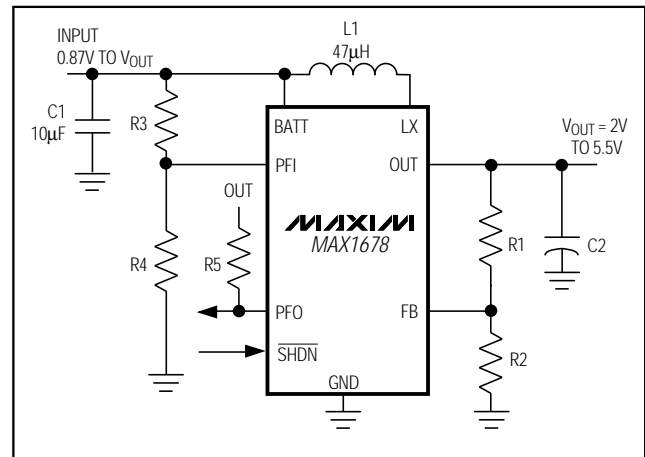 INPUT
0.87V TO VOUT
L1
47μH
C1
10μF
R3
BATT
LX
VOUT = 2V
TO 5.5V
PFI
OUT
OUT
MAXIM
MAX1678
R1
C2
R4
R5
PFO
FB
SHDN
R2
GND